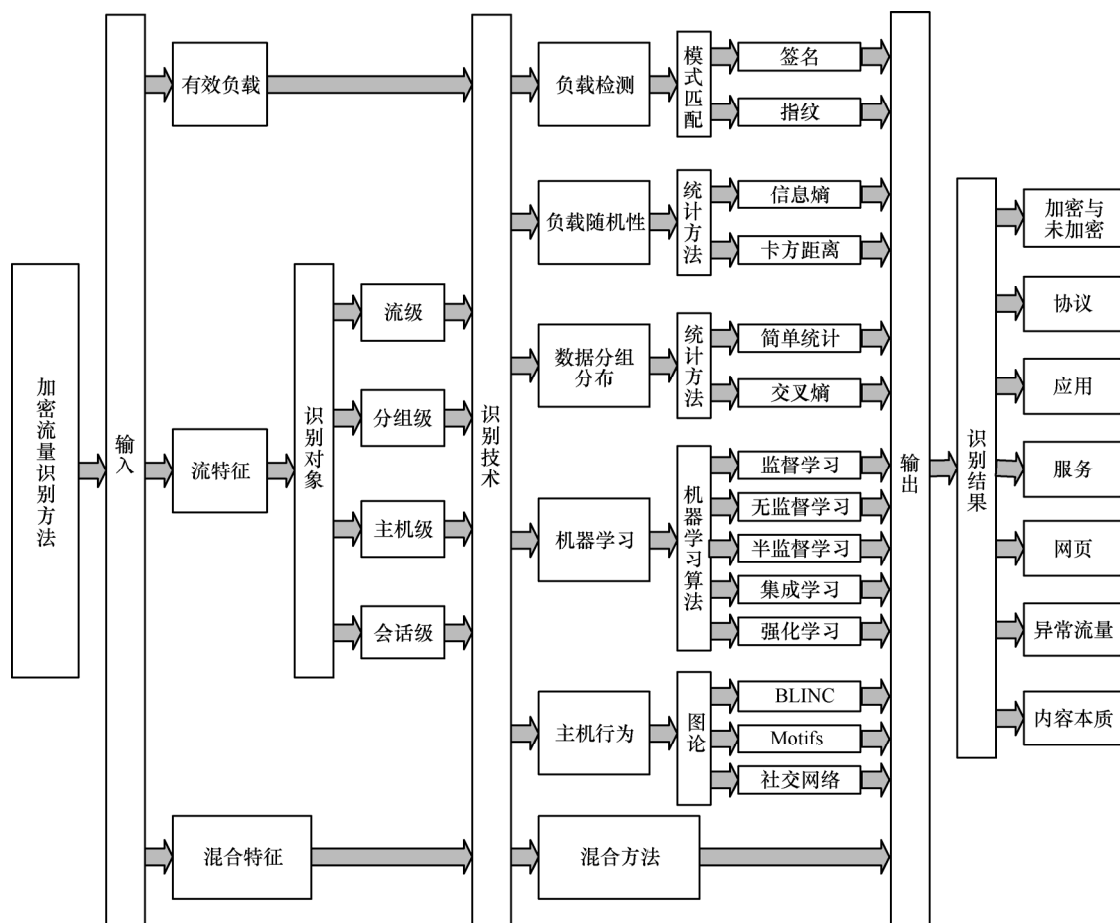 加密流量识别方法
输入
有效负载
流特征
混合特征
识别对象
流级
分组级
主机级
会话级
识别技术
负载检测
模式匹配
签名
指纹
负载随机性
统计方法
信息熵
卡方距离
数据分组
分布
统计方法
简单统计
交叉熵
机器学习
机器学习算法
监督学习
无监督学习
半监督学习
集成学习
强化学习
主机行为
图论
BLINC
Motifs
社交网络
混合方法
输出
识别结果
加密与
未加密
协议
应用
服务
网页
异常流量
内容本质